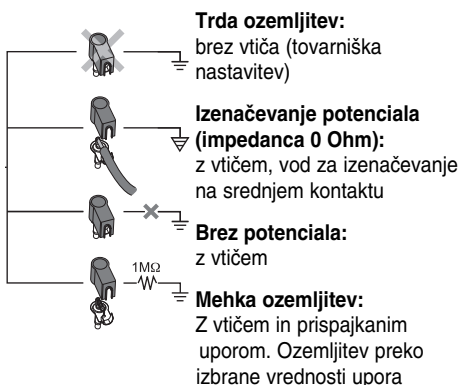 Trda ozemljitev:
brez vtiča (tovarniška
nastavitev)
Izenačevanje potenciala
(impedanca 0 Ohm):
z vtičem, vod za izenačevanje
na srednjem kontaktu
Brez potenciala:
z vtičem
1MΩ
Mehka ozemljitev:
Z vtičem in prispajkanim
uporom. Ozemljitev preko
izbrane vrednosti upora